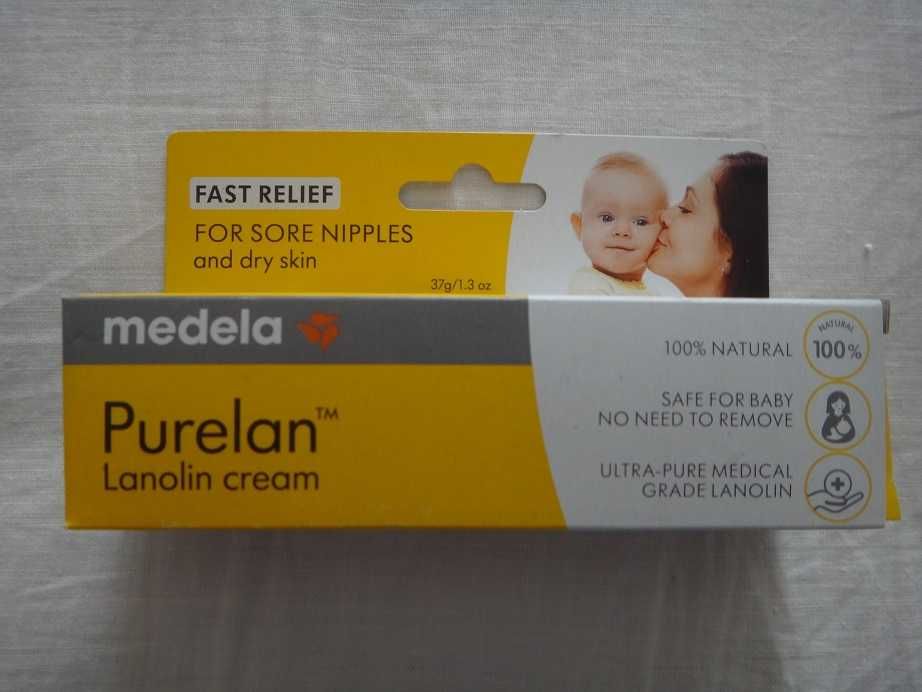 FAST RELIEF
FOR SORE NIPPLES
and dry skin
37g/1.3 oz
medela
Purelan™
Lanolin cream
100% NATURAL
NATURAL
100%
SAFE FOR BABY
NO NEED TO REMOVE
ULTRA-PURE MEDICAL
GRADE LANOLIN